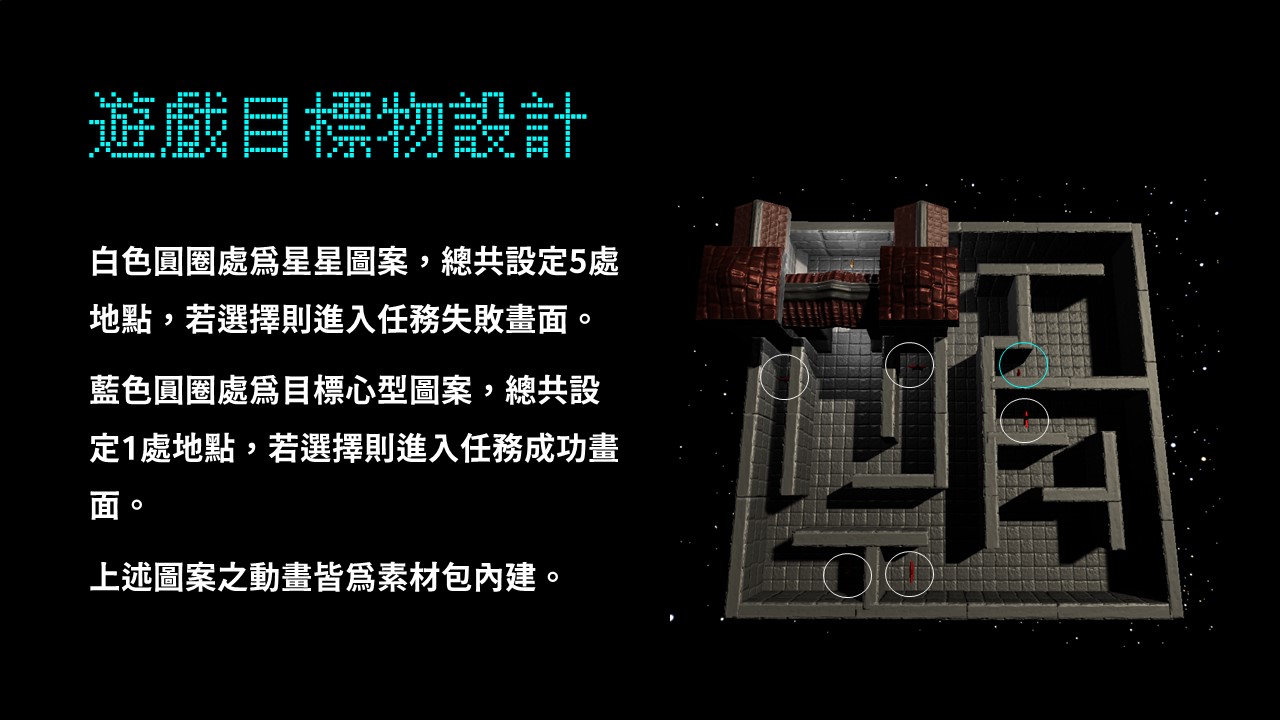 遊戲目標物設計
白色圓圈處爲星星圖案，總共設定5處
地點，若選擇則進入任務失敗畫面。
藍色圓圈處爲目標心型圖案，總共設
定1處地點，若選擇則進入任務成功畫
面。
上述圖案之動畫皆爲素材包內建。